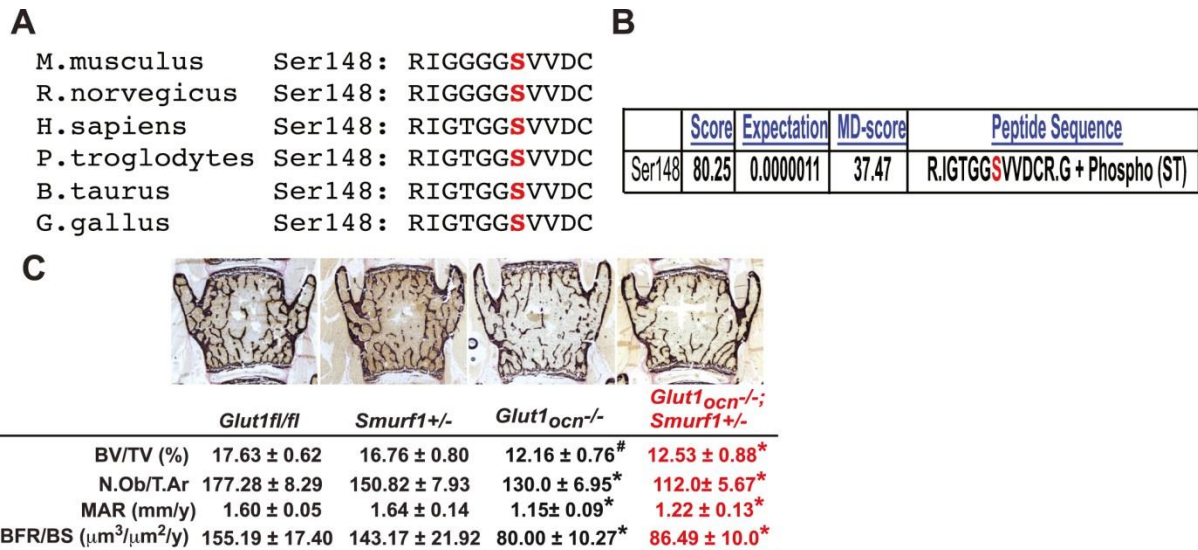 A
M.musculus Ser148: RIGGGGSVVDC
R.norvegicus Ser148: RIGGGGSVVDC
H.sapiens Ser148: RIGTGGSVVDC
P.troglodytes Ser148: RIGTGGSVVDC
B.taurus Ser148: RIGTGGSVVDC
G.gallus Ser148: RIGTGGSVVDC
B
Score Expectation MD-score Peptide Sequence
Ser148 80.25 0.0000011 37.47 R.IGTGGSVVDCR.G + Phospho (ST)
C
Glut1fl/fl Smurf1+/- Glut1ocn-/- Glut1ocn-/-; Smurf1+/-
BV/TV (%) 17.63 ± 0.62 16.76 ± 0.80 12.16 ± 0.76# 12.53 ± 0.88*
N.Ob/T.Ar 177.28 ± 8.29 150.82 ± 7.93 130.0 ± 6.95* 112.0± 5.67*
MAR (mm/y) 1.60 ± 0.05 1.64 ± 0.14 1.15± 0.09* 1.22 ± 0.13*
BFR/BS (μm³/μm²/y) 155.19 ± 17.40 143.17 ± 21.92 80.00 ± 10.27* 86.49 ± 10.0*